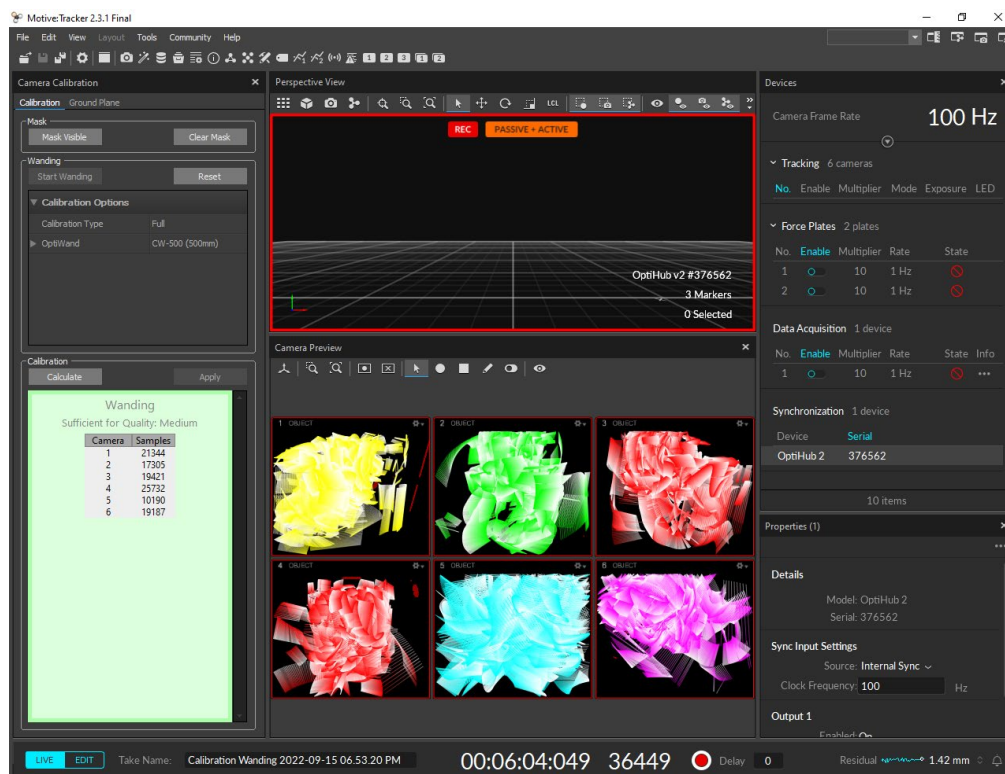 Motive:Tracker 2.3.1 Final
File Edit View Layout Tools Community Help
Camera Calibration
Calibration Ground Plane
Mask
Mask Visible Clear Mask
Wanding
Start Wanding Reset
Calibration Options
Calibration Type Full
OptiWand CW-500 (500mm)
Calibration
Calculate Apply
Wanding
Sufficient for Quality: Medium
Camera Samples
1 21344
2 17305
3 19421
4 25732
5 10190
6 19187
Perspective View
LCL
REC PASSIVE + ACTIVE
OptiHub v2 #376562
3 Markers
0 Selected
Camera Preview
1 OBJECT 2 OBJECT 3 OBJECT
4 OBJECT 5 OBJECT 6 OBJECT
Devices
Camera Frame Rate 100 Hz
Tracking 6 cameras
No. Enable Multiplier Mode Exposure LED
Force Plates 2 plates
No. Enable Multiplier Rate State
1 10 1 Hz
2 10 1 Hz
Data Acquisition 1 device
No. Enable Multiplier Rate State Info
1 10 1 Hz
Synchronization 1 device
Device Serial
OptiHub 2 376562
10 items
Properties (1)
Details
Model: OptiHub 2
Serial: 376562
Sync Input Settings
Source: Internal Sync
Clock Frequency: 100 Hz
Output 1
Enabled: On
LIVE EDIT Take Name: Calibration Wanding 2022-09-15 06.53.20 PM 00:06:04:049 36449 Delay 0 Residual 1.42 mm